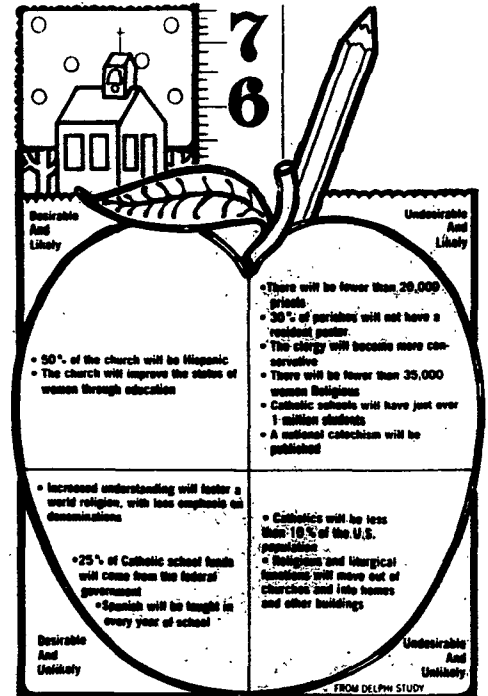 7
6
Desirable
And
Likely
• 50% of the church will be Hispanic
• The church will improve the status of
women through education
Undesirable
And
Likely
• There will be fewer than 20,000
priests
• 30% of parishes will not have a
resident pastor
• The clergy will become more con-
servative
• There will be fewer than 35,000
women Religious
• Catholic schools will have just over
1 million students
• A national catechism will be
published
• Increased understanding will foster a
world religion, with less emphasis on
denominations
• 25% of Catholic school funds
will come from the federal
government
• Spanish will be taught in
every year of school
Desirable
And
Unlikely
• Catholics will be less
than 10% of the U.S.
population
• Religious and liturgical
functions will move out of
churches and into homes
and other buildings
Undesirable
And
Unlikely
FROM DELPHI STUDY